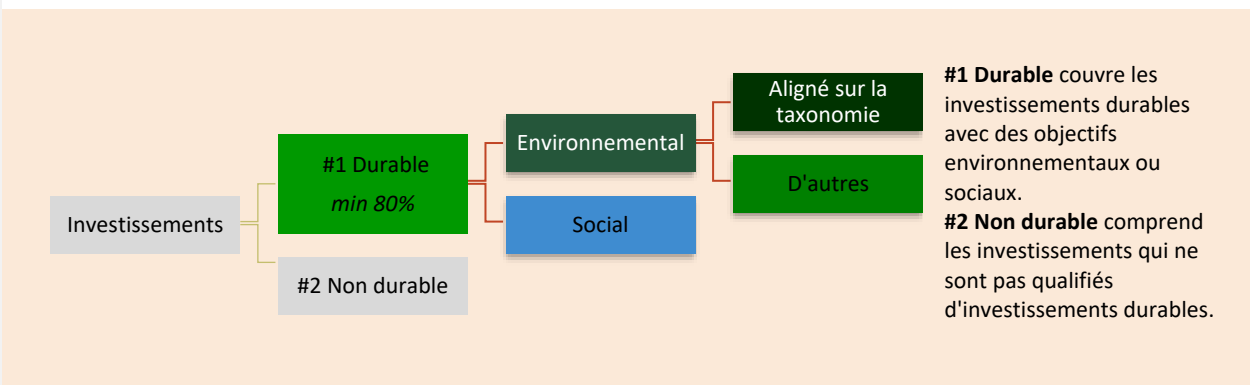 Investissements
#1 Durable
min 80%
#2 Non durable
Environnemental
Social
Aligné sur la
taxonomie
D'autres
#1 Durable couvre les
investissements durables
avec des objectifs
environnementaux ou
sociaux.
#2 Non durable comprend
les investissements qui ne
sont pas qualifiés
d'investissements durables.